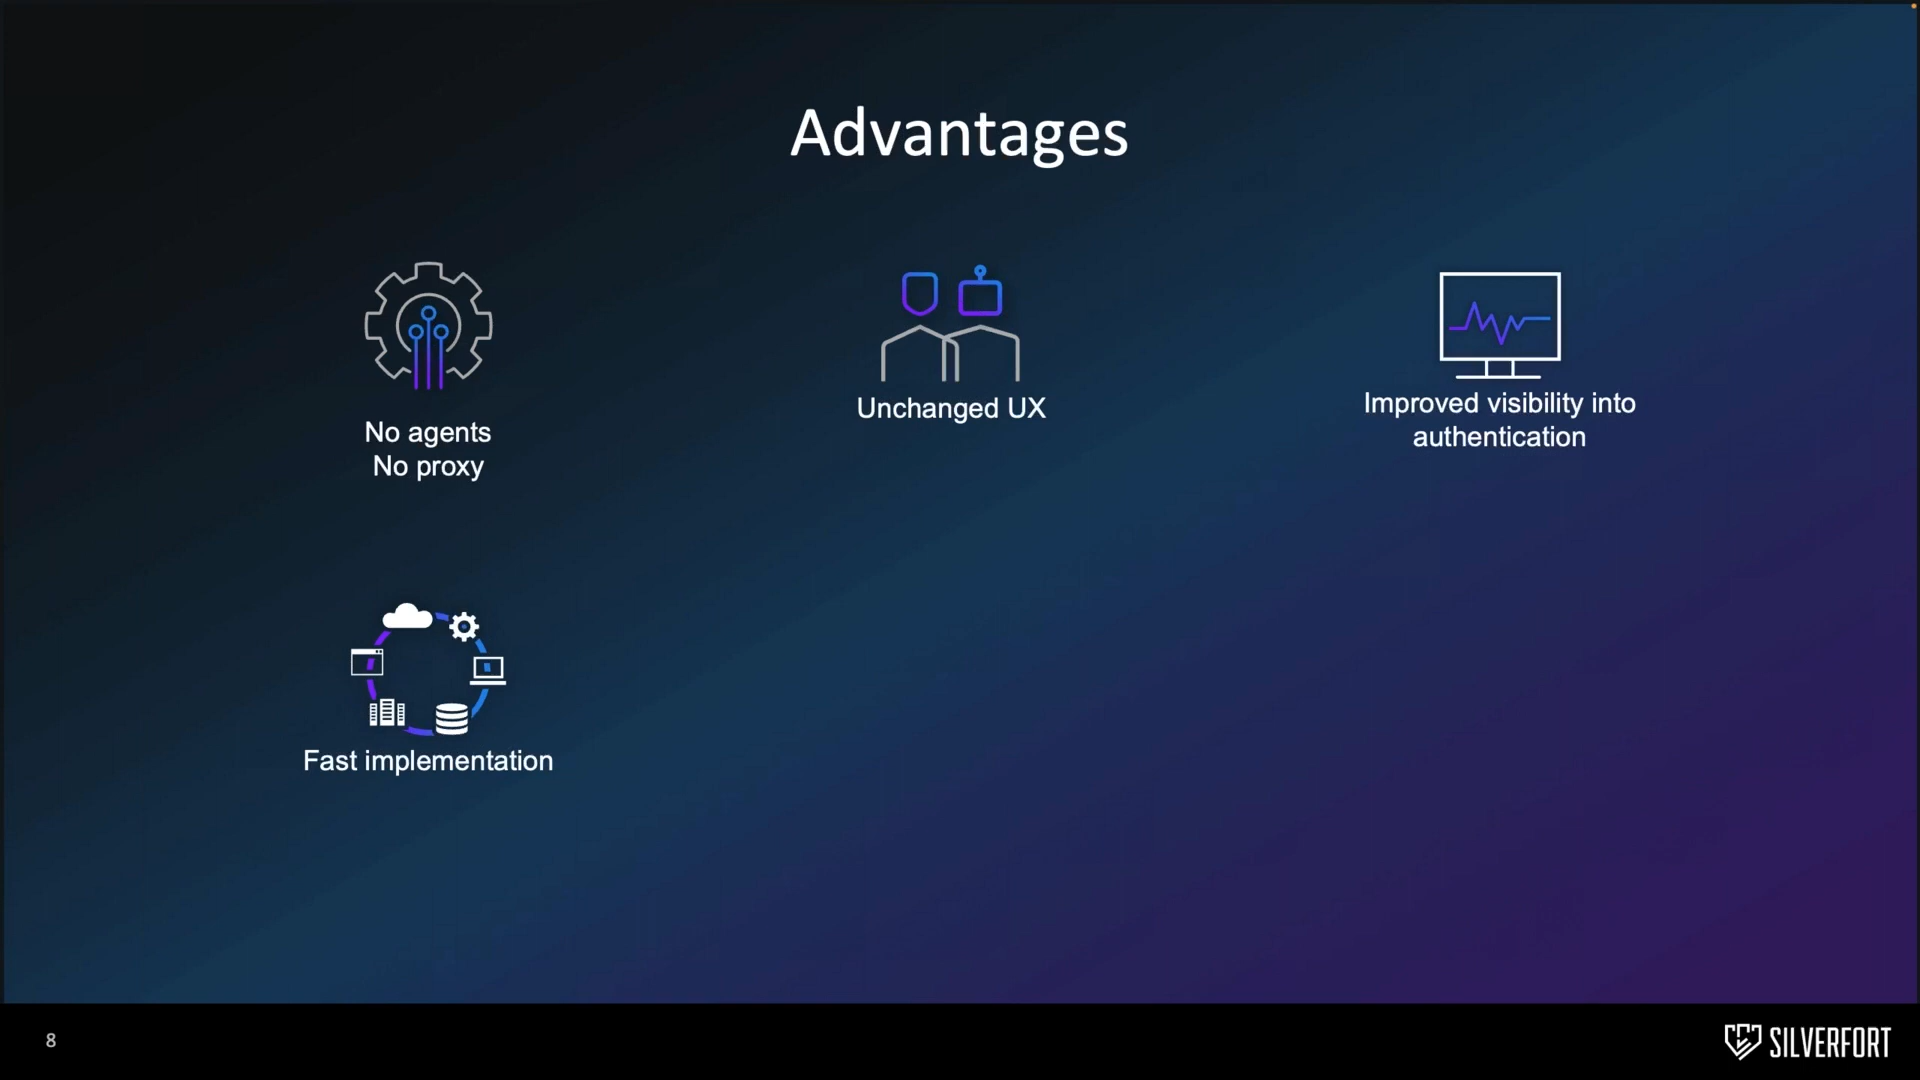 Advantages
No agents
No proxy
Unchanged UX
Improved visibility into
authentication
Fast implementation
8
SILVERFORT